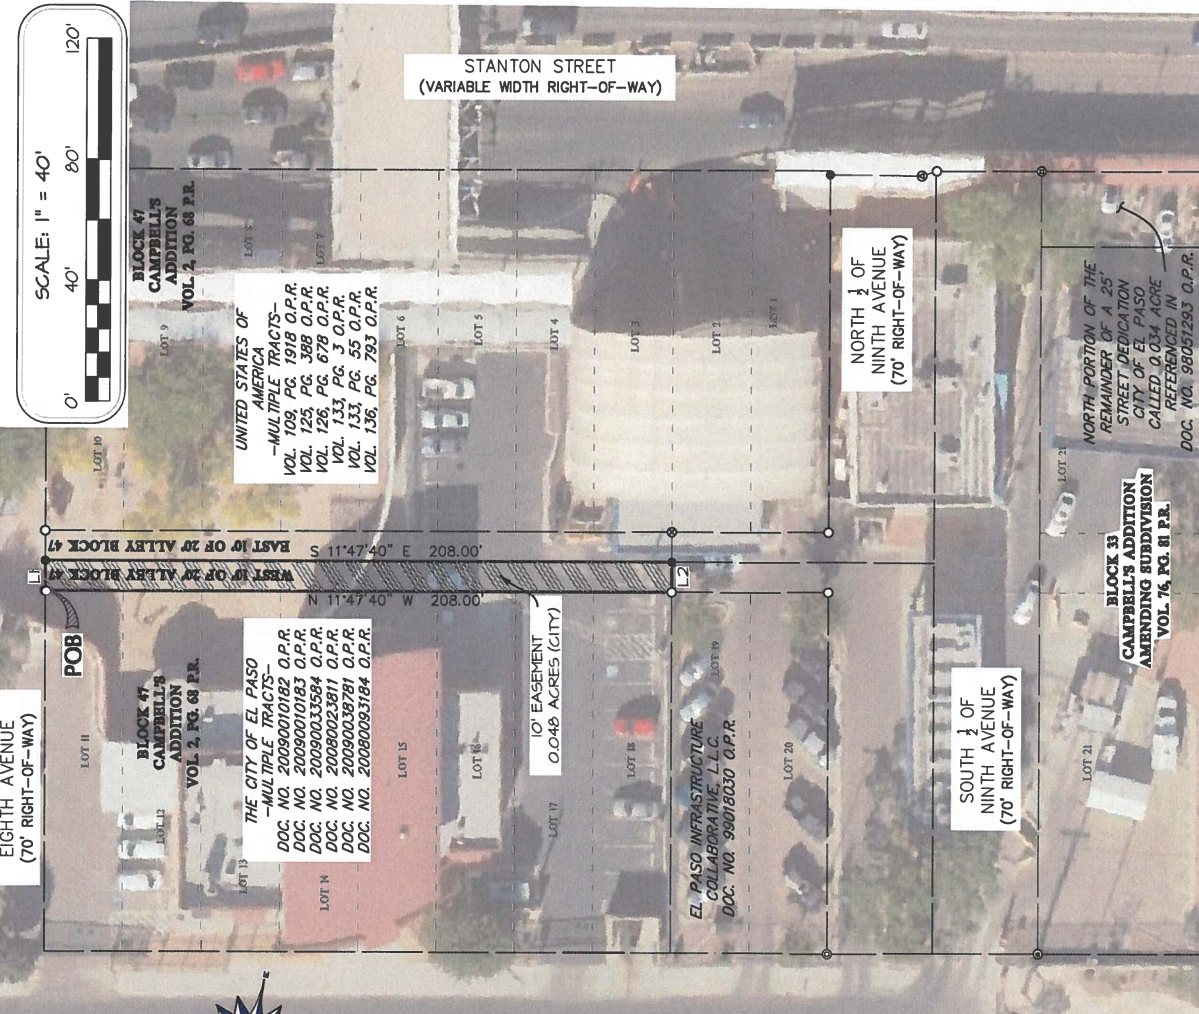 SCALE: 1" = 40'
0'
40'
80'
120'
STANTON STREET
(VARIABLE WIDTH RIGHT-OF-WAY)
BLOCK 47
CAMPBELL'S
ADDITION
VOL. 2, PG. 68 P.R.
LOT 9
LOT 8
LOT 7
LOT 6
LOT 5
LOT 4
LOT 3
LOT 2
LOT 1
LOT 10
UNITED STATES OF
AMERICA
-MULTIPLE TRACTS-
VOL. 109, PG. 1918 O.P.R.
VOL. 125, PG. 388 O.P.R.
VOL. 126, PG. 678 O.P.R.
VOL. 133, PG. 3 O.P.R.
VOL. 133, PG. 55 O.P.R.
VOL. 136, PG. 793 O.P.R.
NORTH 1/2 OF
NINTH AVENUE
(70' RIGHT-OF-WAY)
NORTH PORTION OF THE
REMAINDER OF A 25'
STREET DEDICATION
CITY OF EL PASO
CALLED 0.034 ACRE
REFERENCED IN
DOC. NO. 98051293 O.P.R.
EAST 10' OF 20' ALLEY BLOCK 47
S 11°47'40" E 208.00'
L1
WEST 10' OF 20' ALLEY BLOCK 47
L2
N 11°47'40" W 208.00'
POB
10' EASEMENT
0.048 ACRES (CITY)
EIGHTH AVENUE
(70' RIGHT-OF-WAY)
BLOCK 47
CAMPBELL'S
ADDITION
VOL. 2, PG. 68 P.R.
THE CITY OF EL PASO
-MULTIPLE TRACTS-
DOC. NO. 20090010182 O.P.R.
DOC. NO. 20090010183 O.P.R.
DOC. NO. 20090033584 O.P.R.
DOC. NO. 20080023811 O.P.R.
DOC. NO. 20090038781 O.P.R.
DOC. NO. 20080093184 O.P.R.
LOT 11
LOT 12
LOT 13
LOT 14
LOT 15
LOT 16
LOT 17
LOT 18
LOT 19
LOT 20
EL PASO INFRASTRUCTURE
COLLABORATIVE, L.L.C.
DOC. NO. 99018030 O.P.R.
SOUTH 1/2 OF
NINTH AVENUE
(70' RIGHT-OF-WAY)
LOT 21
BLOCK 33
CAMPBELL'S ADDITION
AMENDING SUBDIVISION
VOL. 76, PG. 81 P.R.
LOT 21